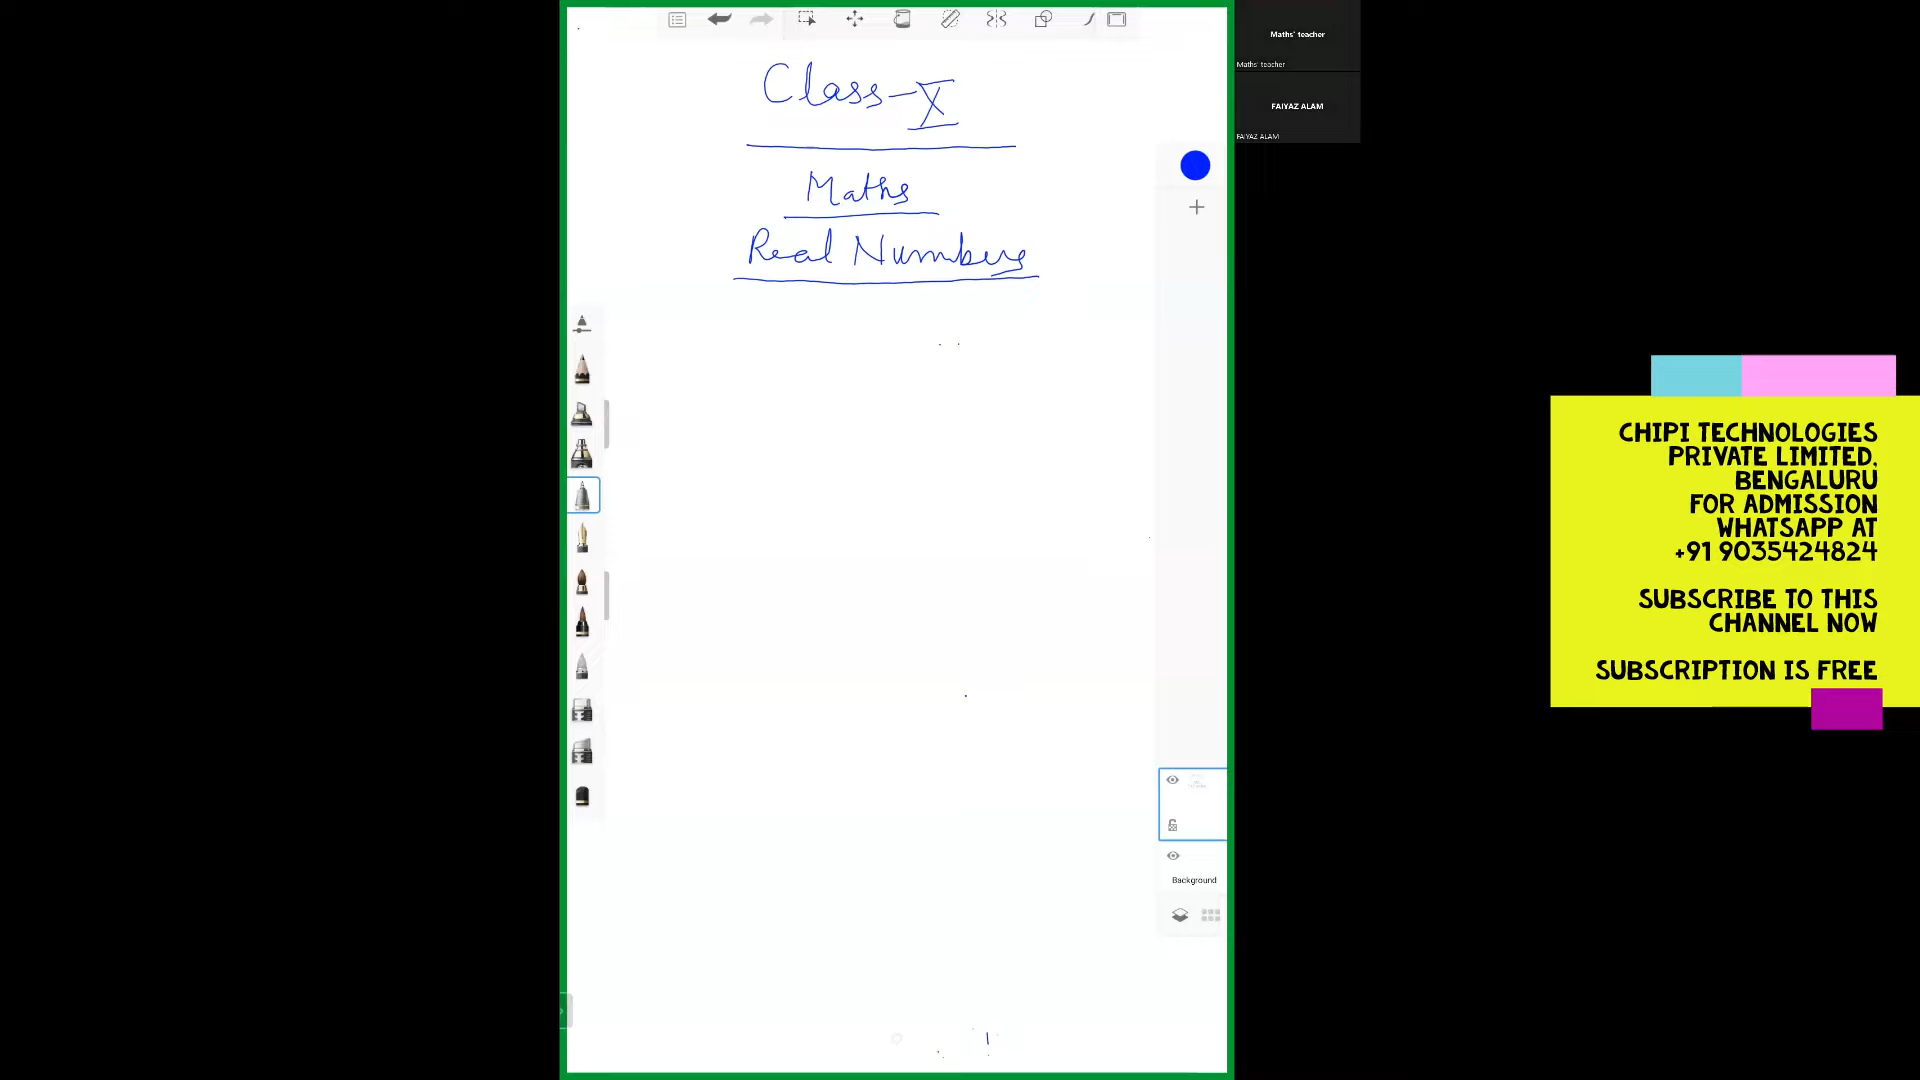 Class-X
Maths
Real Numbers
Maths' teacher
Maths' teacher
FAIYAZ ALAM
FAIYAZ ALAM
Background
CHIPI TECHNOLOGIES
PRIVATE LIMITED,
BENGALURU
FOR ADMISSION
WHATSAPP AT
+91 9035424824
SUBSCRIBE TO THIS
CHANNEL NOW
SUBSCRIPTION IS FREE